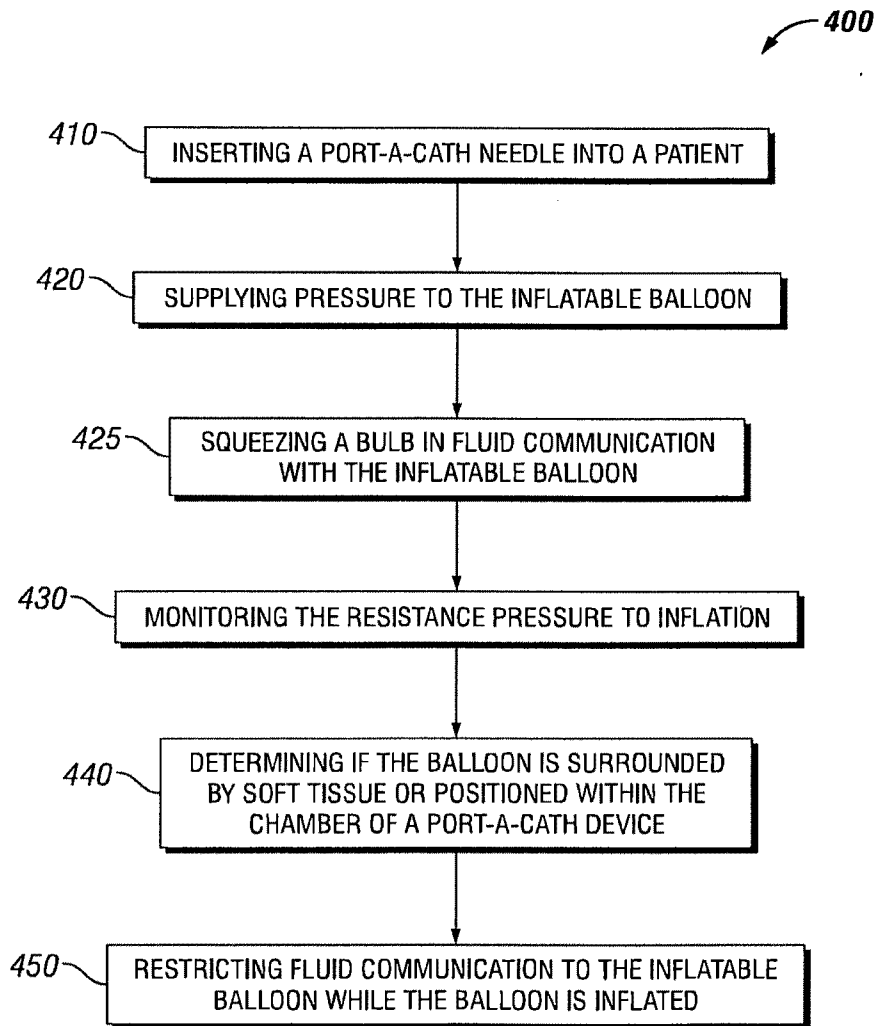 400
410
INSERTING A PORT-A-CATH NEEDLE INTO A PATIENT
420
SUPPLYING PRESSURE TO THE INFLATABLE BALLOON
425
SQUEEZING A BULB IN FLUID COMMUNICATION
WITH THE INFLATABLE BALLOON
430
MONITORING THE RESISTANCE PRESSURE TO INFLATION
440
DETERMINING IF THE BALLOON IS SURROUNDED
BY SOFT TISSUE OR POSITIONED WITHIN THE
CHAMBER OF A PORT-A-CATH DEVICE
450
RESTRICTING FLUID COMMUNICATION TO THE INFLATABLE
BALLOON WHILE THE BALLOON IS INFLATED